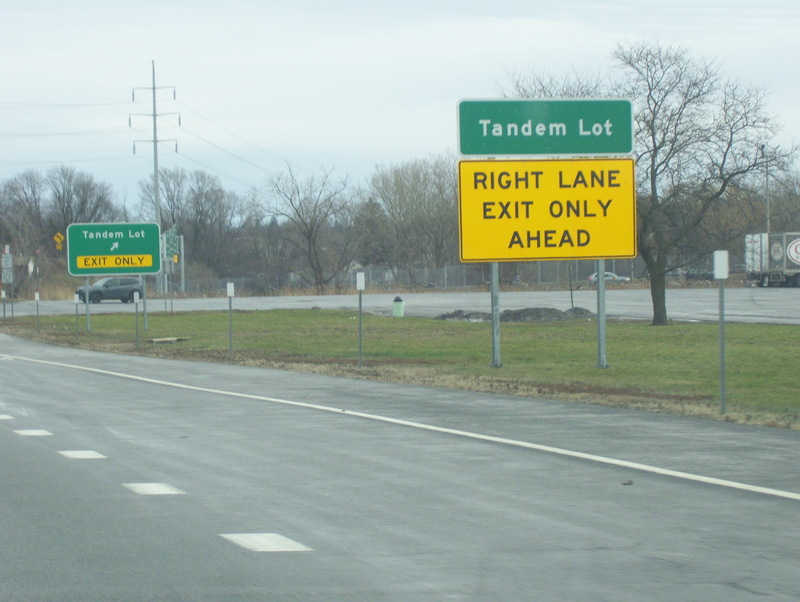 Tandem Lot
RIGHT LANE
EXIT ONLY
AHEAD
Tandem Lot
EXIT ONLY